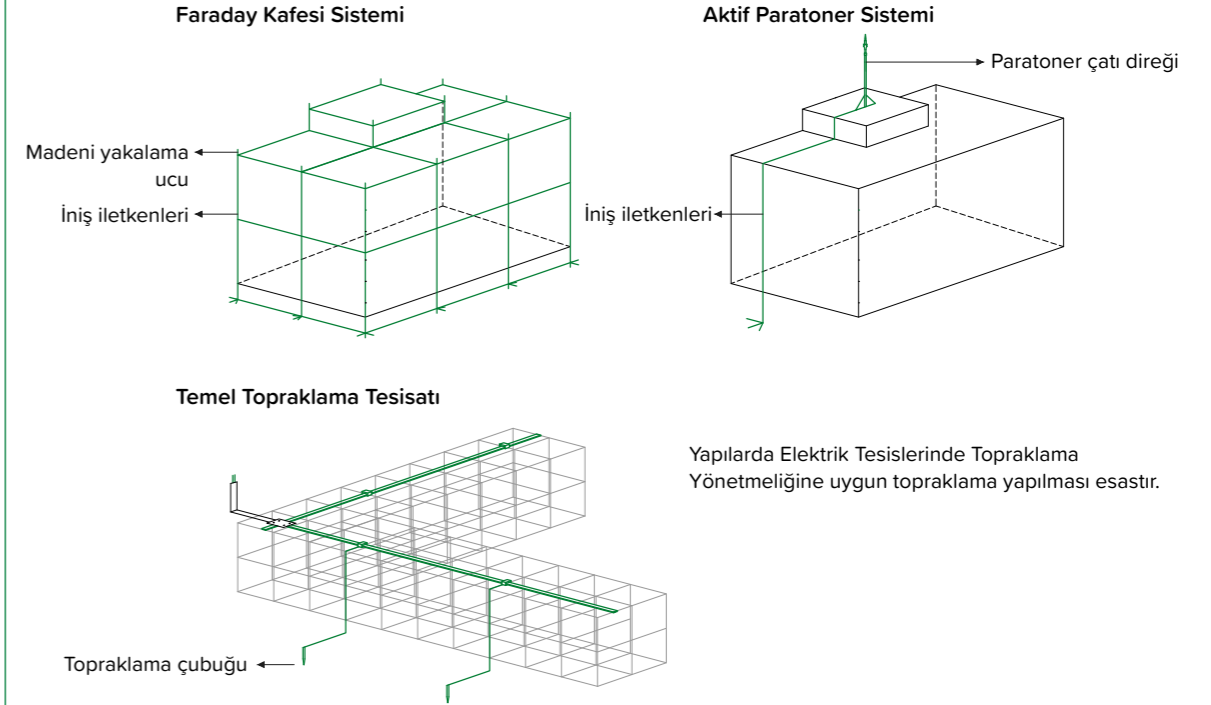 Faraday Kafesi Sistemi
Madeni yakalama
ucu
İniş iletkenleri
Aktif Paratoner Sistemi
Paratoner çatı direği
İniş iletkenleri
Temel Topraklama Tesisatı
Topraklama çubuğu
Yapılarda Elektrik Tesislerinde Topraklama
Yönetmeliğine uygun topraklama yapılması esastır.